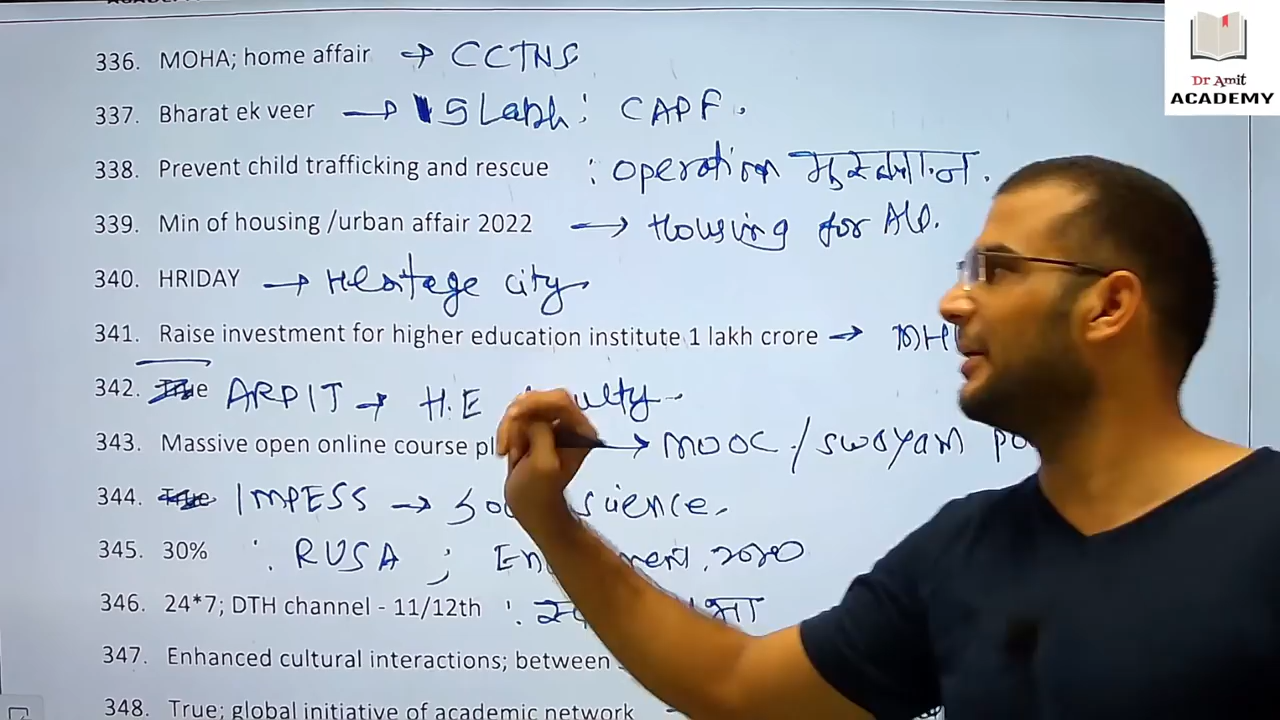 Dr Amit
ACADEMY
336. MOHA; home affair → CCTNS
337. Bharat ek veer → 15 Lakh: CAPF.
338. Prevent child trafficking and rescue : operation मुस्कान.
339. Min of housing /urban affair 2022 → Housing for All.
340. HRIDAY → Heritage city
341. Raise investment for higher education institute 1 lakh crore →
342. ARPIT → H.E
343. Massive open online course → MOOC / swayam
344. IMPESS → science.
345. 30% : RUSA ; 2020
346. 24*7; DTH channel - 11/12th :
347. Enhanced cultural interactions; between
348. True; global initiative of academic network